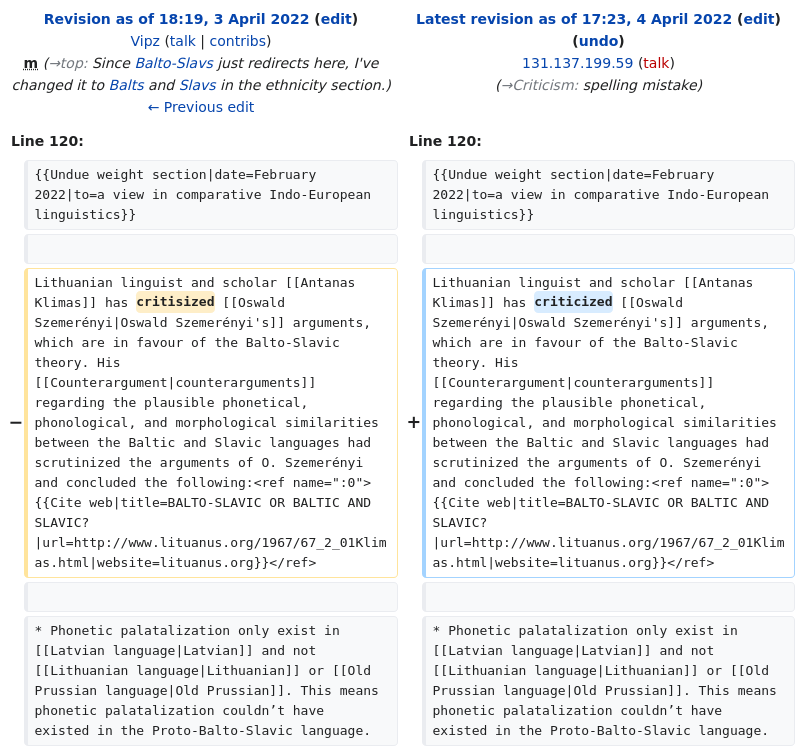 Revision as of 18:19, 3 April 2022 (edit)
Vipz (talk | contribs)
m (→top: Since Balto-Slavs just redirects here, I've
changed it to Balts and Slavs in the ethnicity section.)
← Previous edit
Line 120:
{{Undue weight section|date=February
2022|to=a view in comparative Indo-European
linguistics}}
− Lithuanian linguist and scholar [[Antanas
Klimas]] has critisized [[Oswald
Szemerényi|Oswald Szemerényi's]] arguments,
which are in favour of the Balto-Slavic
theory. His
[[Counterargument|counterarguments]]
regarding the plausible phonetical,
phonological, and morphological similarities
between the Baltic and Slavic languages had
scrutinized the arguments of O. Szemerényi
and concluded the following:<ref name=":0">
{{Cite web|title=BALTO-SLAVIC OR BALTIC AND
SLAVIC?
|url=http://www.lituanus.org/1967/67_2_01Klim
as.html|website=lituanus.org}}</ref>
* Phonetic palatalization only exist in
[[Latvian language|Latvian]] and not
[[Lithuanian language|Lithuanian]] or [[Old
Prussian language|Old Prussian]]. This means
phonetic palatalization couldn’t have
existed in the Proto-Balto-Slavic language.
Latest revision as of 17:23, 4 April 2022 (edit)
(undo)
131.137.199.59 (talk)
(→Criticism: spelling mistake)
Line 120:
{{Undue weight section|date=February
2022|to=a view in comparative Indo-European
linguistics}}
+ Lithuanian linguist and scholar [[Antanas
Klimas]] has criticized [[Oswald
Szemerényi|Oswald Szemerényi's]] arguments,
which are in favour of the Balto-Slavic
theory. His
[[Counterargument|counterarguments]]
regarding the plausible phonetical,
phonological, and morphological similarities
between the Baltic and Slavic languages had
scrutinized the arguments of O. Szemerényi
and concluded the following:<ref name=":0">
{{Cite web|title=BALTO-SLAVIC OR BALTIC AND
SLAVIC?
|url=http://www.lituanus.org/1967/67_2_01Klim
as.html|website=lituanus.org}}</ref>
* Phonetic palatalization only exist in
[[Latvian language|Latvian]] and not
[[Lithuanian language|Lithuanian]] or [[Old
Prussian language|Old Prussian]]. This means
phonetic palatalization couldn’t have
existed in the Proto-Balto-Slavic language.